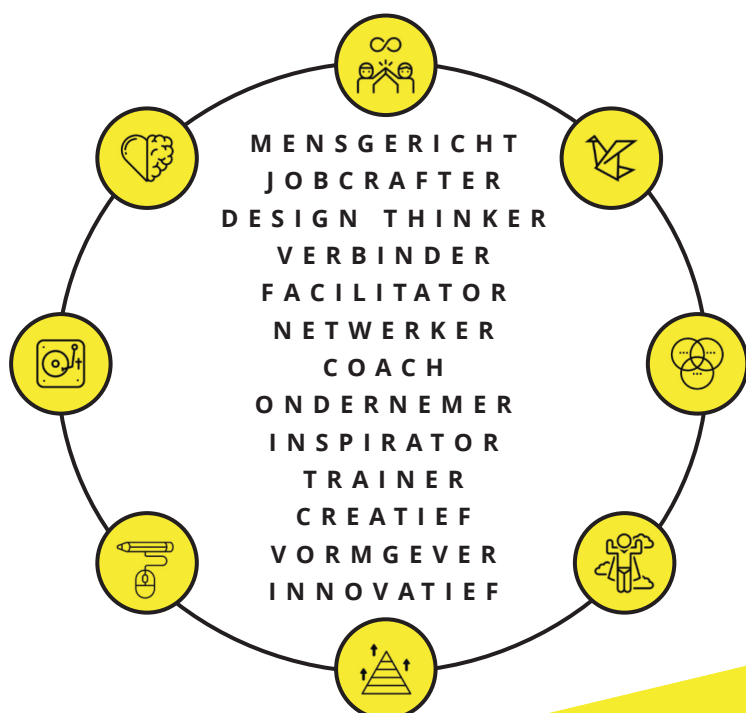 MENSGERICHT
JOBCRAFTER
DESIGN THINKER
VERBINDER
FACILITATOR
NETWERKER
COACH
ONDERNEMER
INSPIRATOR
TRAINER
CREATIEF
VORMGEVER
INNOVATIEF